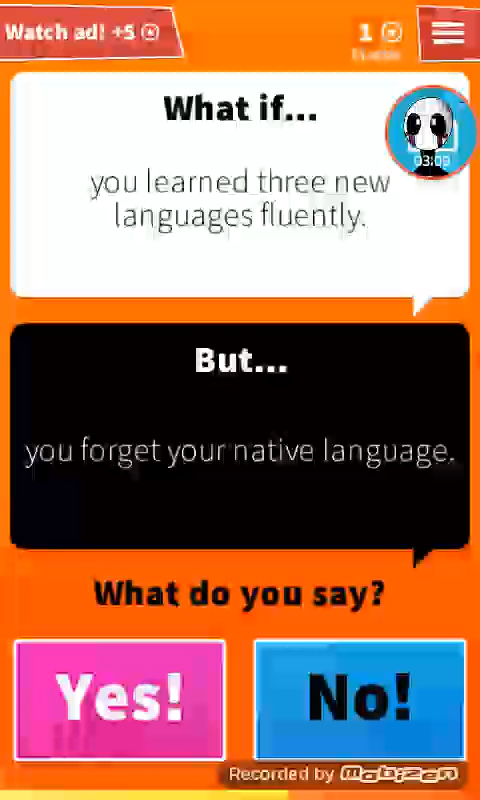 Watch ad! +5
1
What if...
03:09
you learned three new
languages fluently.
But...
you forget your native language.
What do you say?
Yes!
No!
Recorded by Mobizen